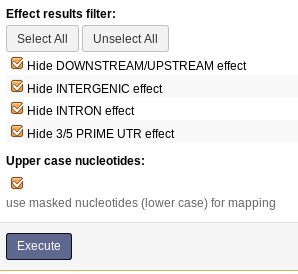 Effect results filter:
Select All Unselect All
Hide DOWNSTREAM/UPSTREAM effect
Hide INTERGENIC effect
Hide INTRON effect
Hide 3/5 PRIME UTR effect
Upper case nucleotides:
use masked nucleotides (lower case) for mapping
Execute